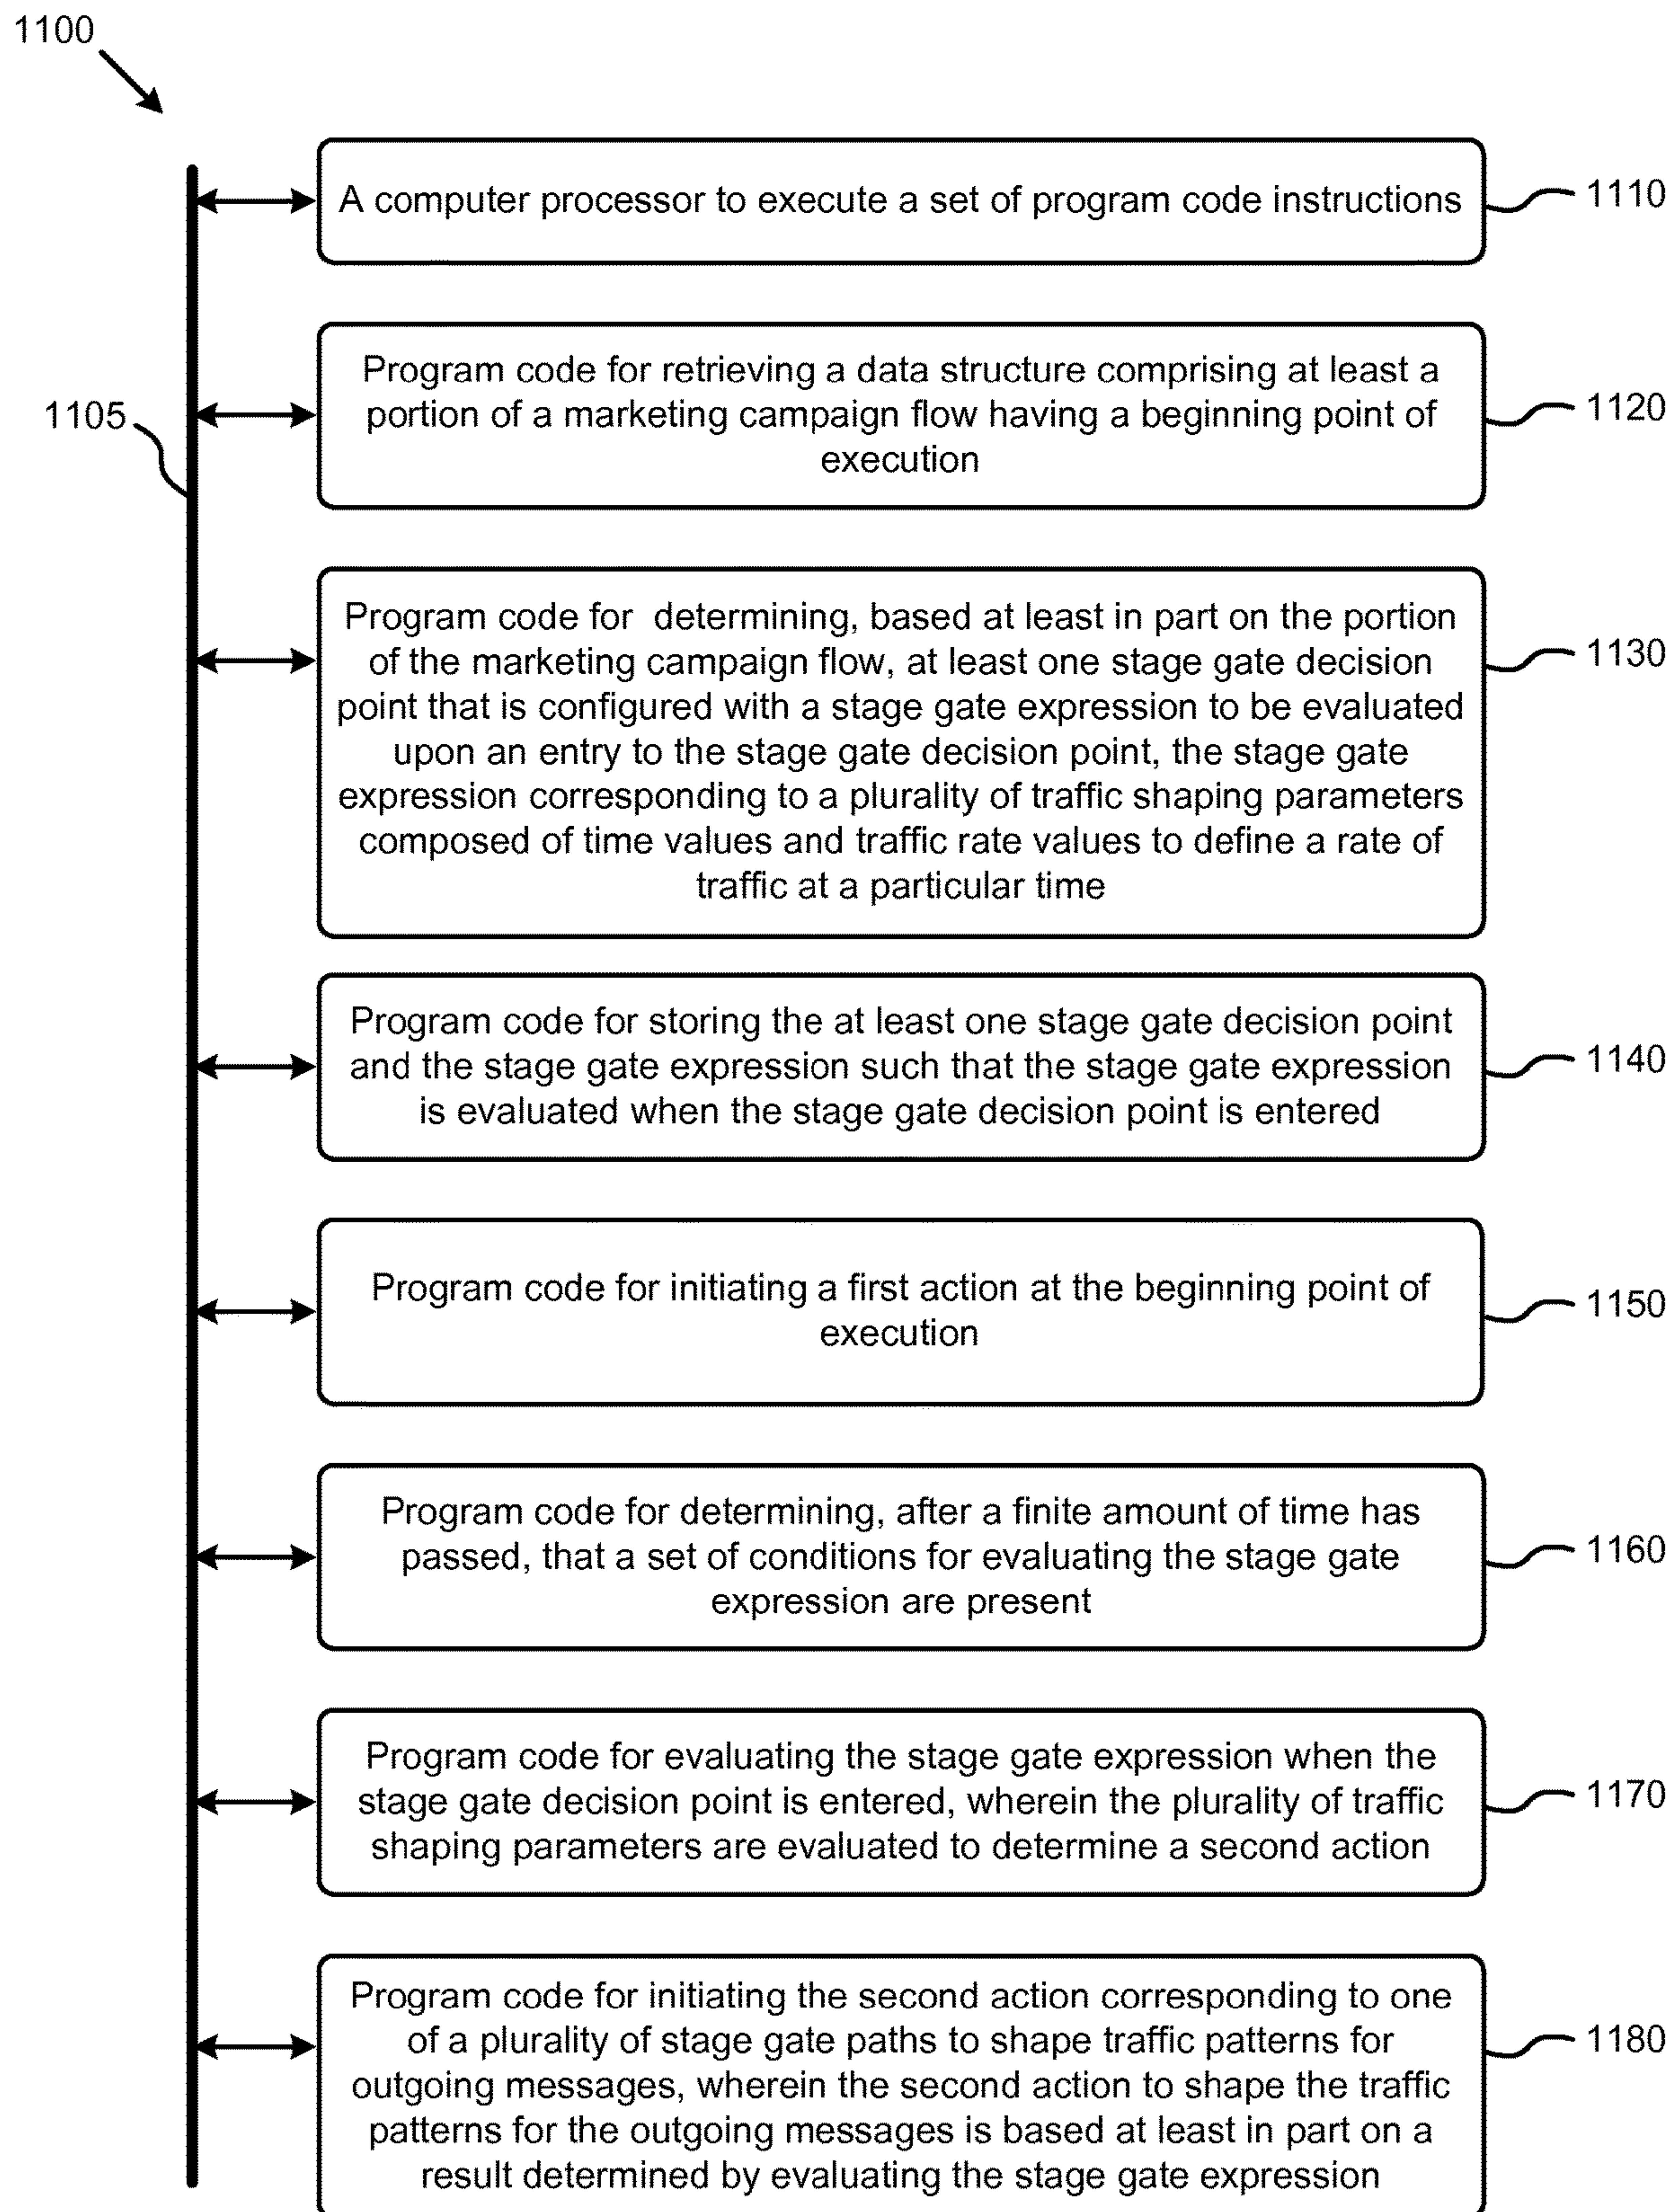 1100
A computer processor to execute a set of program code instructions
1110
Program code for retrieving a data structure comprising at least a
portion of a marketing campaign flow having a beginning point of
execution
1120
1105
Program code for determining, based at least in part on the portion
of the marketing campaign flow, at least one stage gate decision
point that is configured with a stage gate expression to be evaluated
upon an entry to the stage gate decision point, the stage gate
expression corresponding to a plurality of traffic shaping parameters
composed of time values and traffic rate values to define a rate of
traffic at a particular time
1130
Program code for storing the at least one stage gate decision point
and the stage gate expression such that the stage gate expression
is evaluated when the stage gate decision point is entered
1140
Program code for initiating a first action at the beginning point of
execution
1150
Program code for determining, after a finite amount of time has
passed, that a set of conditions for evaluating the stage gate
expression are present
1160
Program code for evaluating the stage gate expression when the
stage gate decision point is entered, wherein the plurality of traffic
shaping parameters are evaluated to determine a second action
1170
Program code for initiating the second action corresponding to one
of a plurality of stage gate paths to shape traffic patterns for
outgoing messages, wherein the second action to shape the traffic
patterns for the outgoing messages is based at least in part on a
result determined by evaluating the stage gate expression
1180